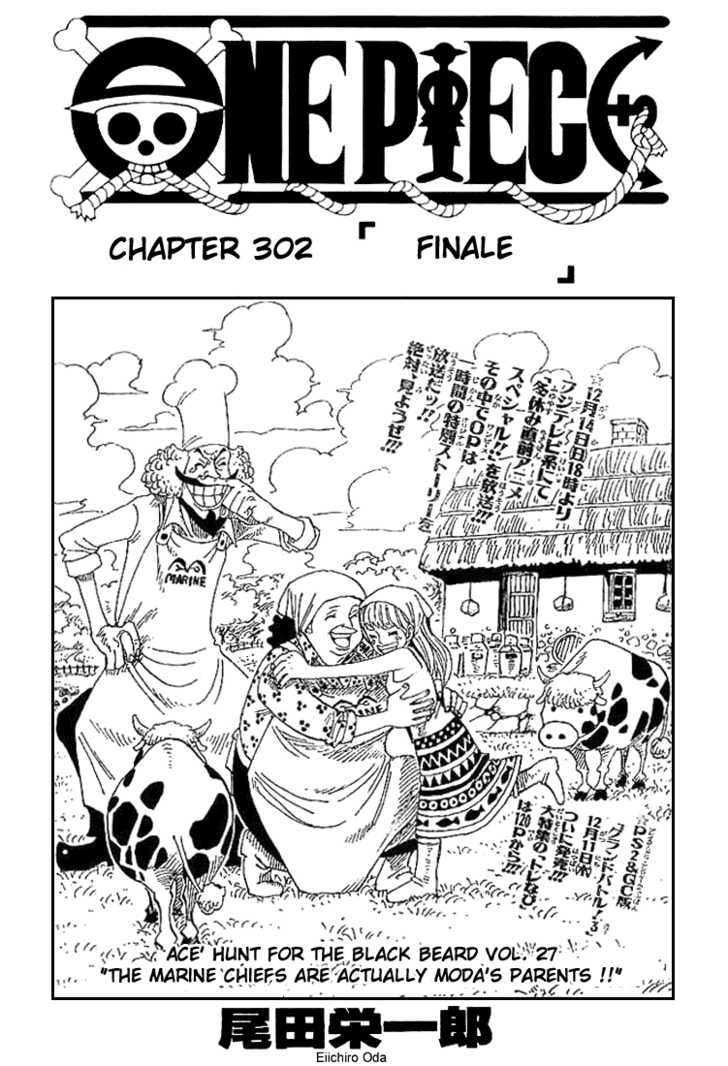 ONE PIECE
CHAPTER 302 「 FINALE 」
☆12月14日(日)18時より
フジテレビ系にて
"冬休み直前アニメ
スペシャル!!"を放送!!!
その中でOPは
一時間の特別ストーリーを
放送だッ!!
絶対、見ようぜ!!!
MARINE
PS2&GC版
グランドバトル!3
12月11日(木)
ついに発売!!!
大特集の「トレなび」
は120Pから!!!
ACE' HUNT FOR THE BLACK BEARD VOL. 27
"THE MARINE CHIEFS ARE ACTUALLY MODA'S PARENTS !!"
尾田栄一郎
Eiichiro Oda